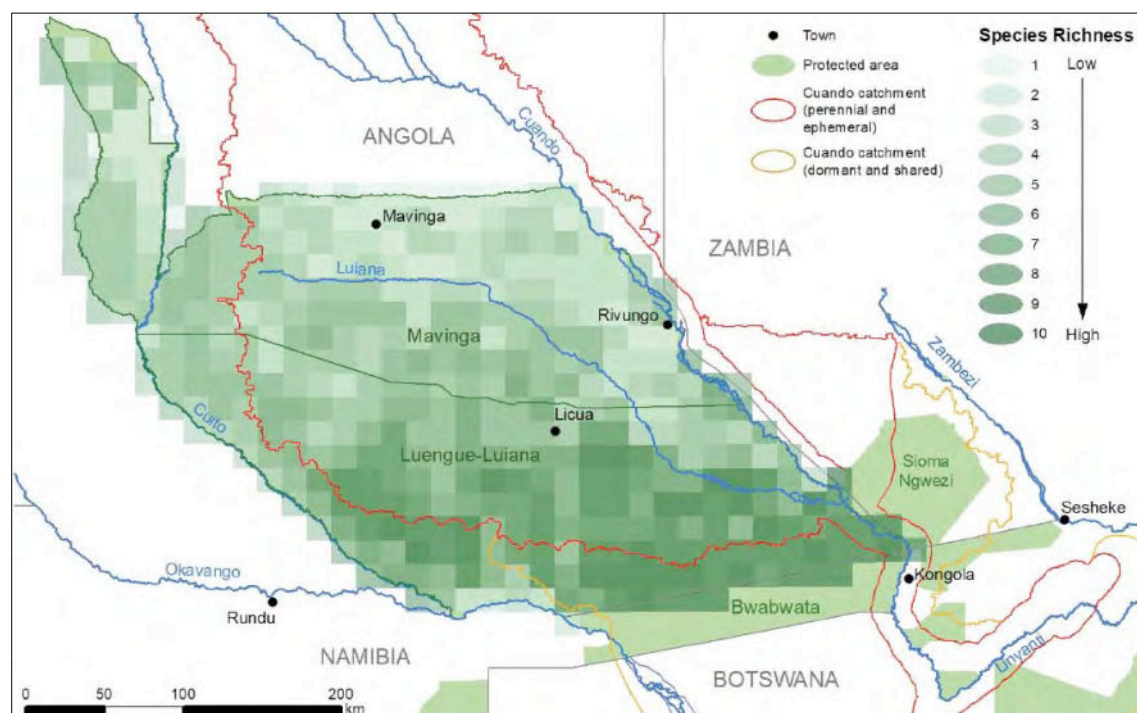 Town
Protected area
Cuando catchment
(perennial and
ephemeral)
Cuando catchment
(dormant and shared)
Species Richness
1 Low
2
3
4
5
6
7
8
9
10 High
ANGOLA
Cuando
Mavinga
ZAMBIA
Luiana
Rivungo
Mavinga
Zambezi
Licua
Cuito
Luengue-Luiana
Sioma
Ngwezi
Sesheke
Okavango
Kongola
Rundu
Bwabwata
Linyanti
NAMIBIA
BOTSWANA
0 50 100 200
km